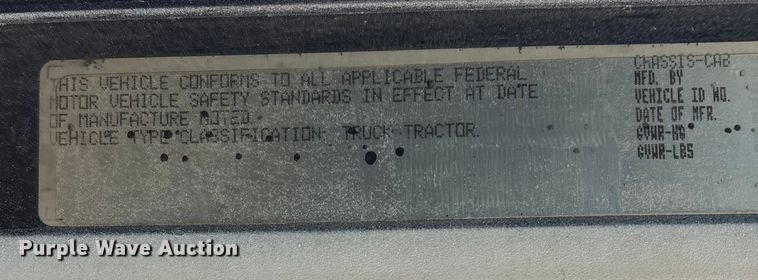 THIS VEHICLE CONFORMS TO ALL APPLICABLE FEDERAL
MOTOR VEHICLE SAFETY STANDARDS IN EFFECT AT DATE
OF MANUFACTURE NOTED.
VEHICLE TYPE CLASSIFICATION: TRUCK-TRACTOR.
CHASSIS-CAB
MFD. BY
VEHICLE ID NO.
DATE OF MFR.
GVWR-KG
GVWR-LBS
Purple Wave Auction